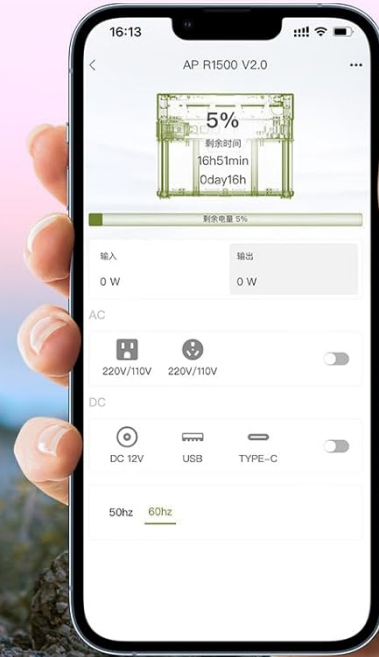 16:13
AP R1500 V2.0
5%
剩余时间
16h51min
0day16h
剩余电量 5%
输入
输出
0 W
0 W
AC
220V/110V
220V/110V
DC
DC 12V
USB
TYPE-C
50hz
60hz